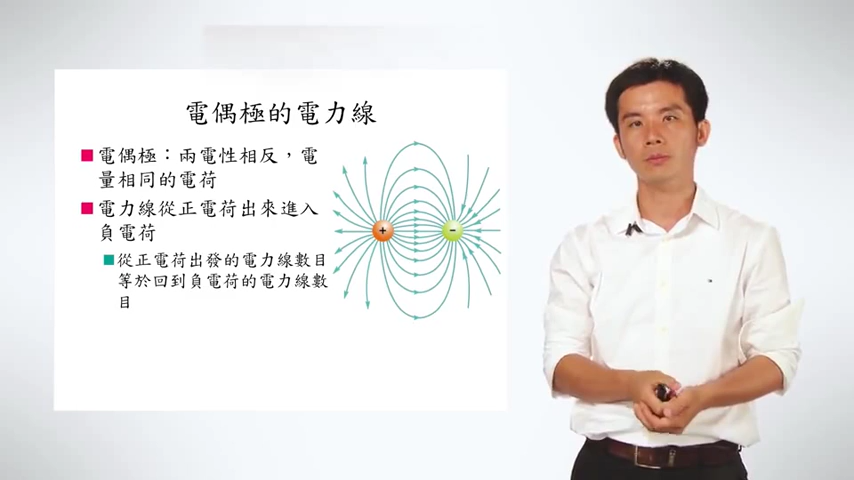 電偶極的電力線
電偶極：兩電性相反，電
量相同的電荷
電力線從正電荷出來進入
負電荷
從正電荷出發的電力線數目
等於回到負電荷的電力線數
目
+
-